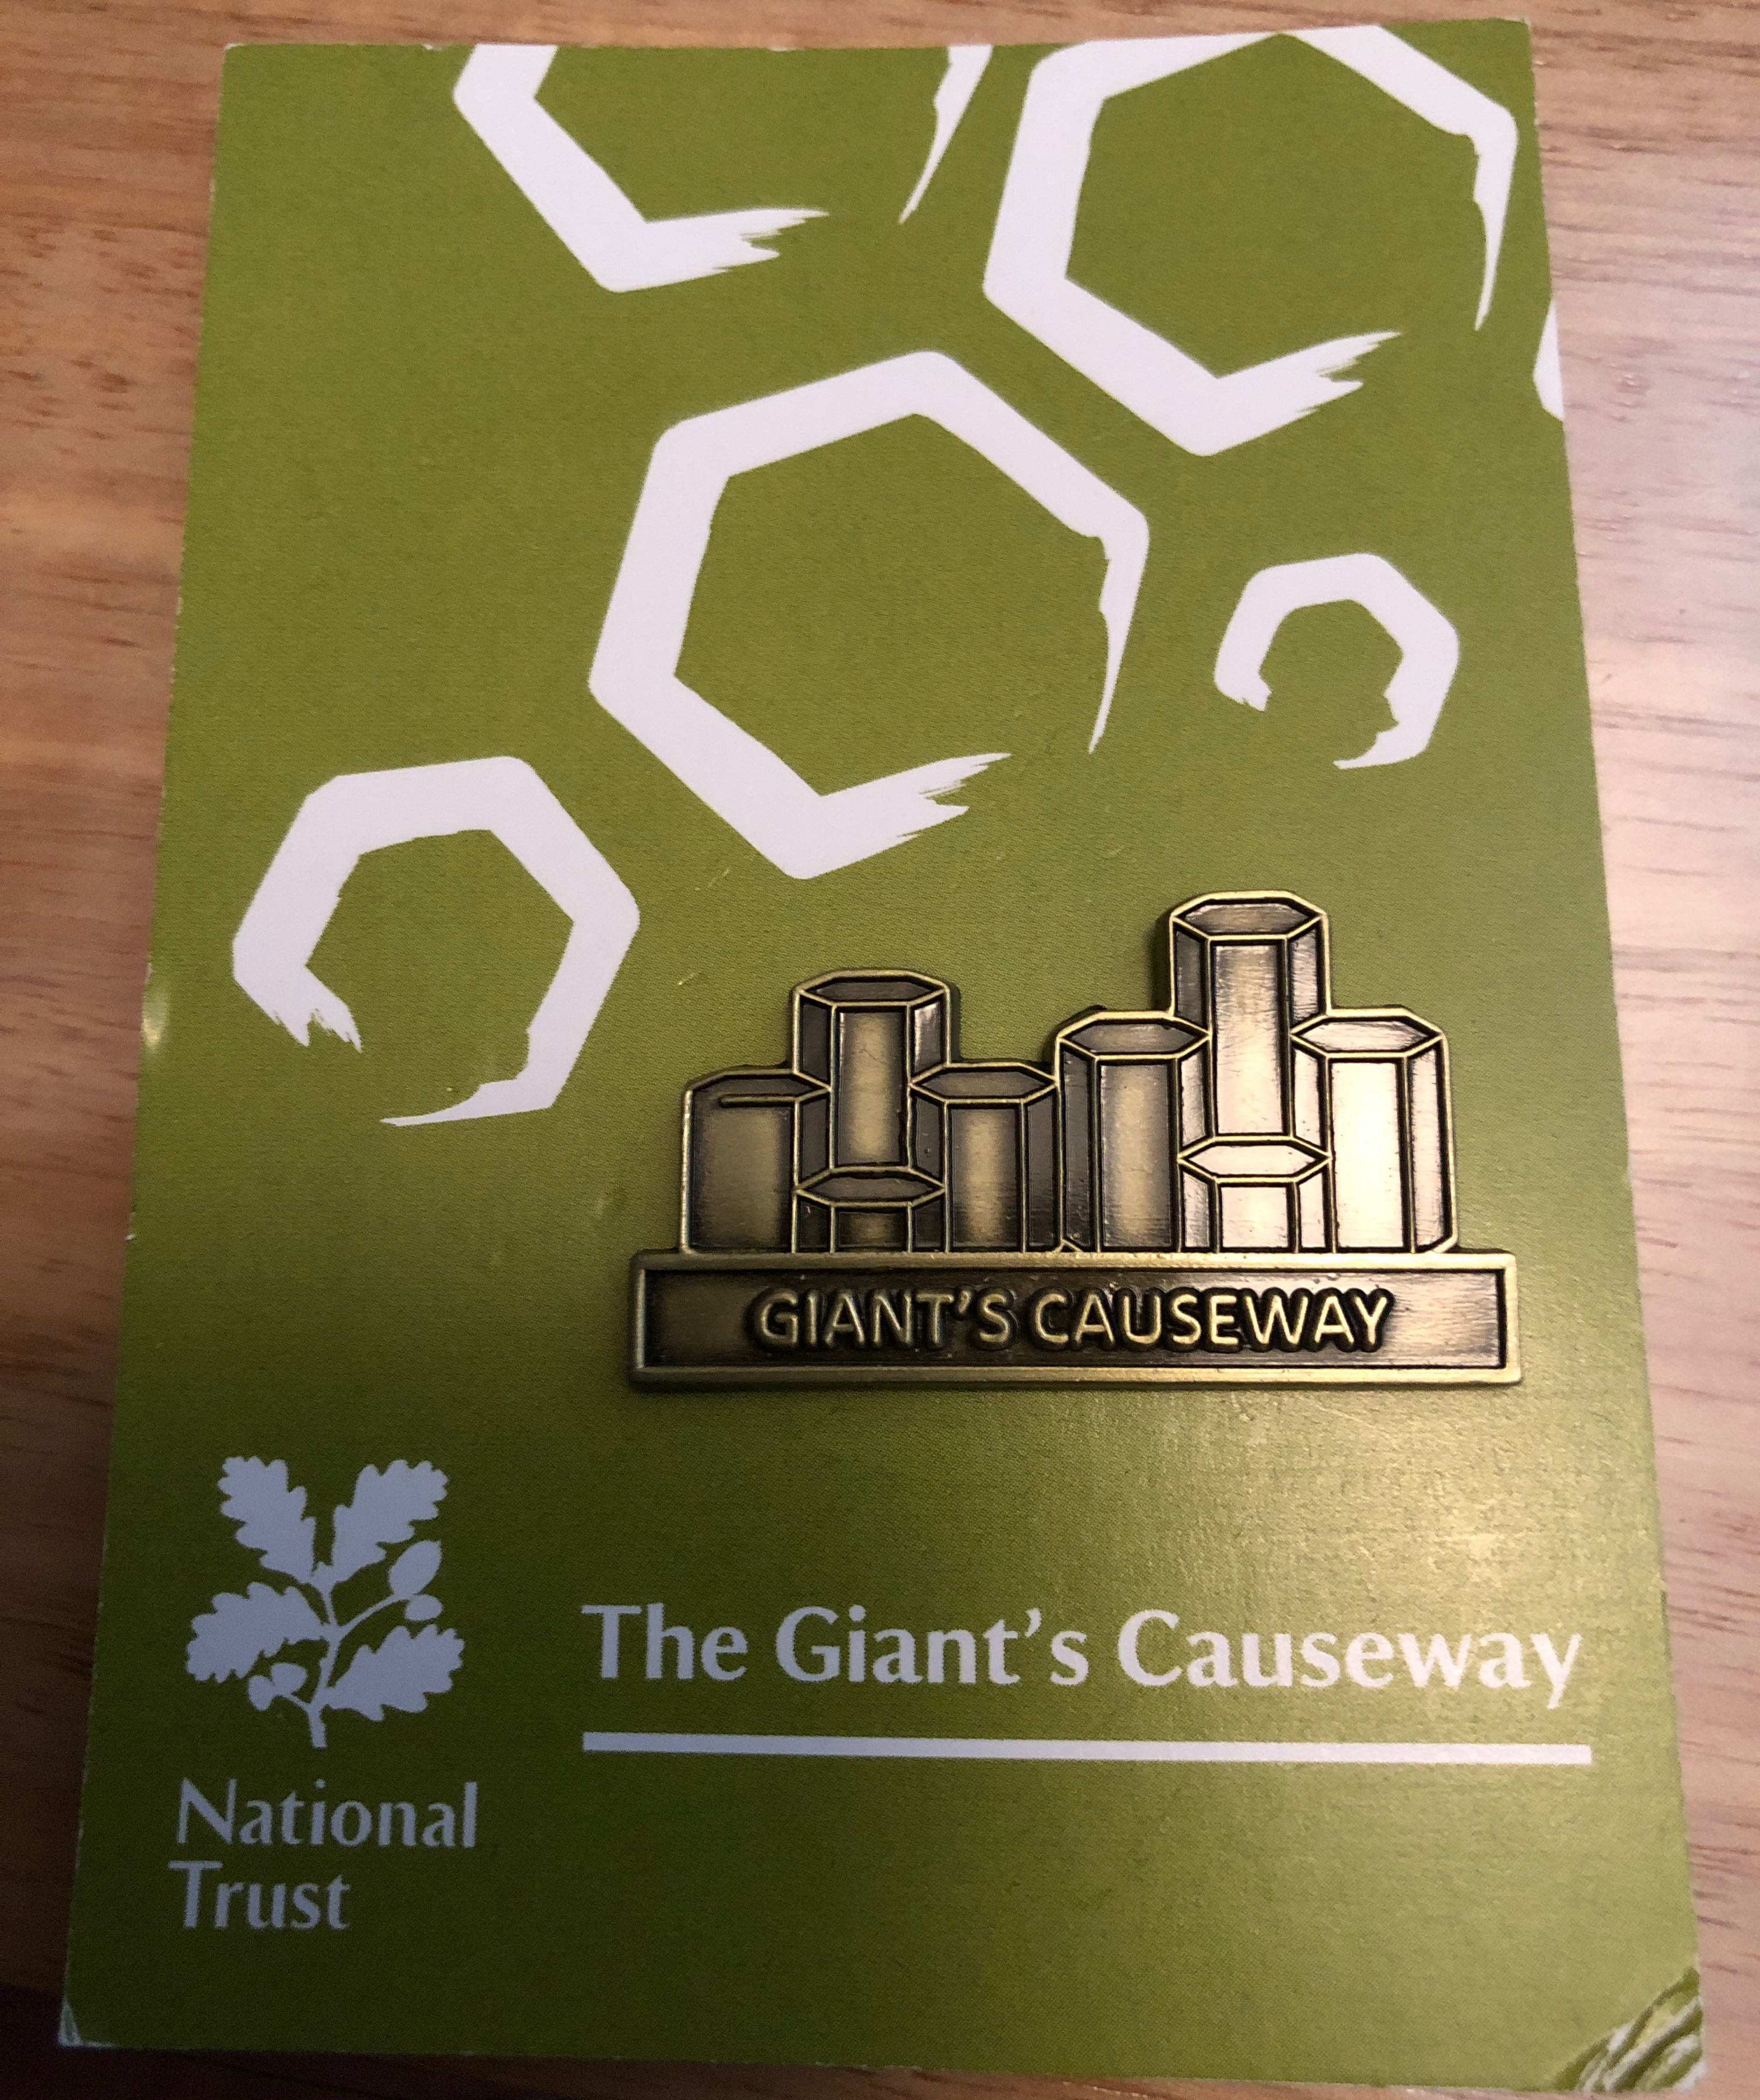 GIANT'S CAUSEWAY
The Giant's Causeway
National
Trust